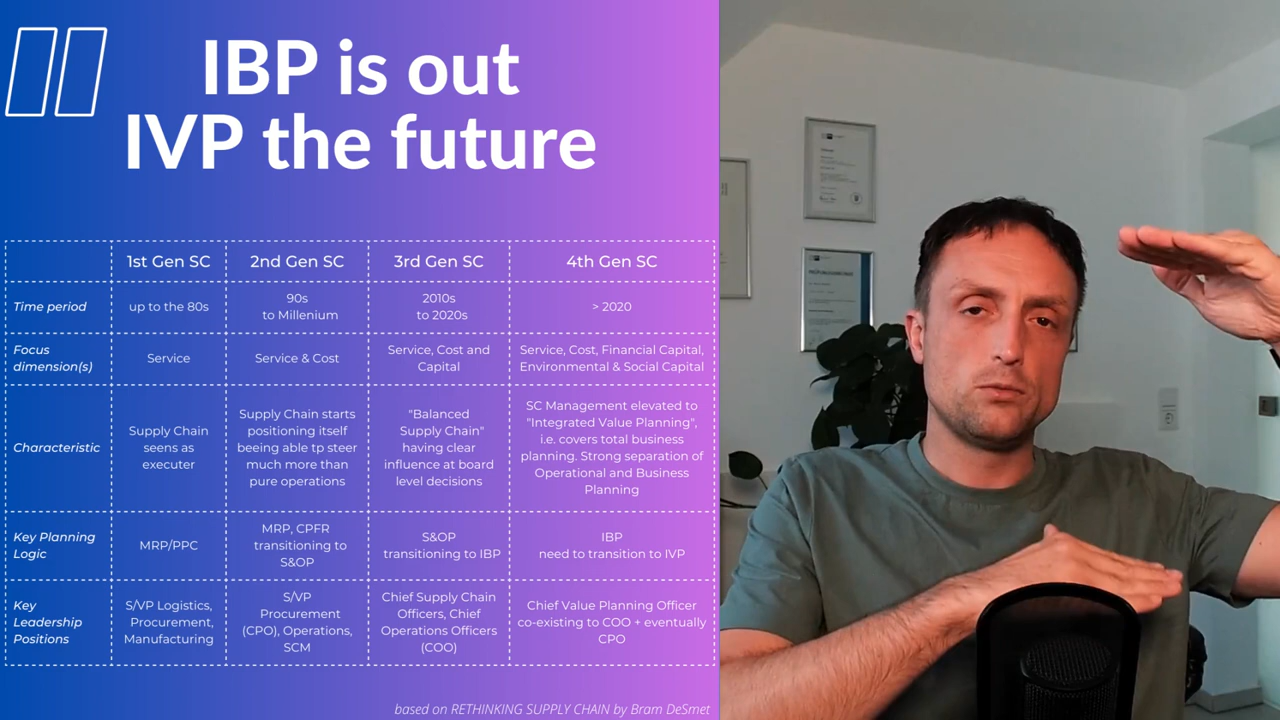 IBP is out
IVP the future
1st Gen SC
2nd Gen SC
3rd Gen SC
4th Gen SC
Time period
up to the 80s
90s
to Millenium
2010s
to 2020s
> 2020
Focus
dimension(s)
Service
Service & Cost
Service, Cost and
Capital
Service, Cost, Financial Capital,
Environmental & Social Capital
Characteristic
Supply Chain
seens as
executer
Supply Chain starts
positioning itself
beeing able tp steer
much more than
pure operations
"Balanced
Supply Chain"
having clear
influence at board
level decisions
SC Management elevated to
"Integrated Value Planning",
i.e. covers total business
planning. Strong separation of
Operational and Business
Planning
Key Planning
Logic
MRP/PPC
MRP, CPFR
transitioning to
S&OP
S&OP
transitioning to IBP
IBP
need to transition to IVP
Key
Leadership
Positions
S/VP Logistics,
Procurement,
Manufacturing
S/VP
Procurement
(CPO), Operations,
SCM
Chief Supply Chain
Officers, Chief
Operations Officers
(COO)
Chief Value Planning Officer
co-existing to COO + eventually
CPO
based on RETHINKING SUPPLY CHAIN by Bram DeSmet